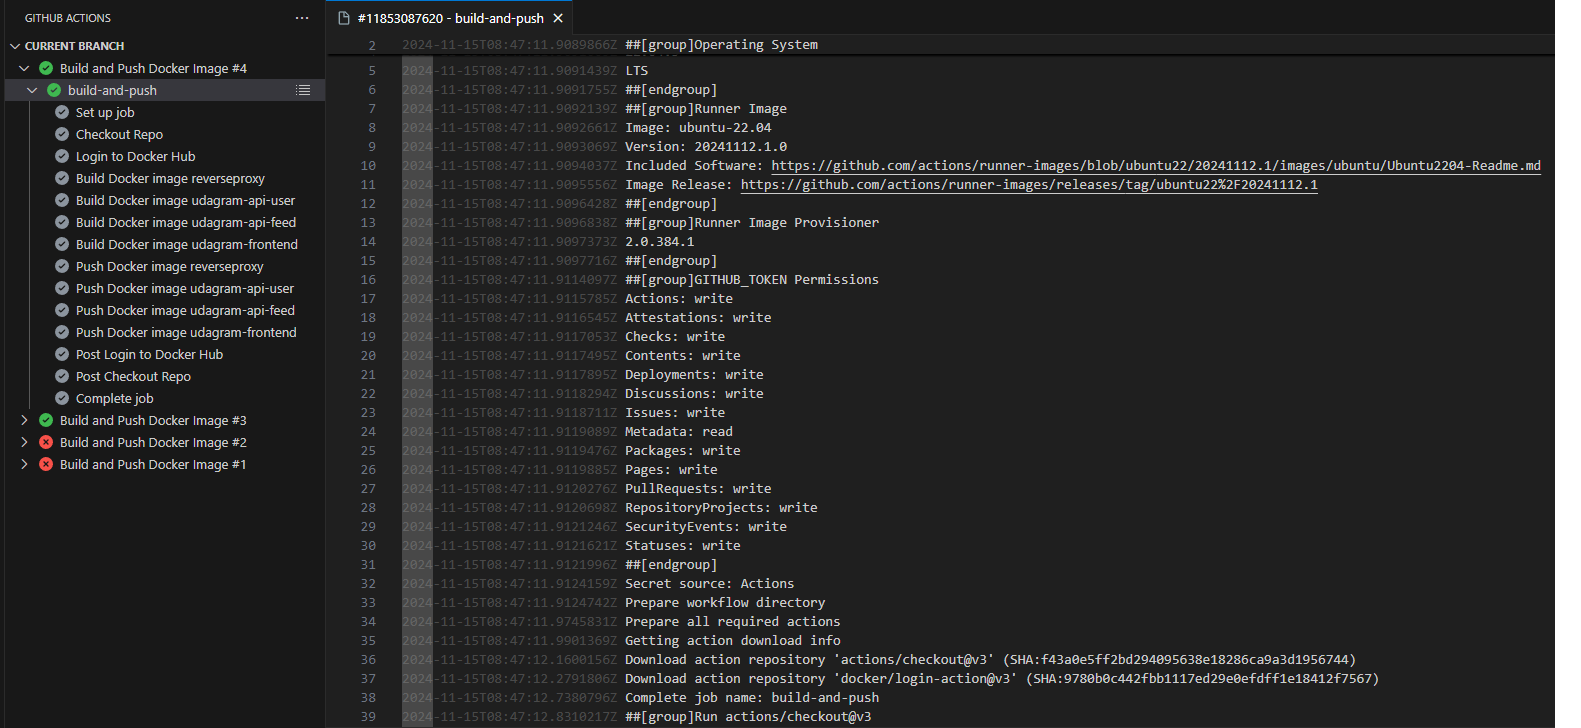 GITHUB ACTIONS
CURRENT BRANCH
Build and Push Docker Image #4
build-and-push
Set up job
Checkout Repo
Login to Docker Hub
Build Docker image reverseproxy
Build Docker image udagram-api-user
Build Docker image udagram-api-feed
Build Docker image udagram-frontend
Push Docker image reverseproxy
Push Docker image udagram-api-user
Push Docker image udagram-api-feed
Push Docker image udagram-frontend
Post Login to Docker Hub
Post Checkout Repo
Complete job
Build and Push Docker Image #3
Build and Push Docker Image #2
Build and Push Docker Image #1
#11853087620 - build-and-push
2 2024-11-15T08:47:11.9089866Z ##[group]Operating System
5 2024-11-15T08:47:11.9091439Z LTS
6 2024-11-15T08:47:11.9091755Z ##[endgroup]
7 2024-11-15T08:47:11.9092139Z ##[group]Runner Image
8 2024-11-15T08:47:11.9092661Z Image: ubuntu-22.04
9 2024-11-15T08:47:11.9093069Z Version: 20241112.1.0
10 2024-11-15T08:47:11.9094037Z Included Software: https://github.com/actions/runner-images/blob/ubuntu22/20241112.1/images/ubuntu/Ubuntu2204-Readme.md
11 2024-11-15T08:47:11.9095556Z Image Release: https://github.com/actions/runner-images/releases/tag/ubuntu22%2F20241112.1
12 2024-11-15T08:47:11.9096428Z ##[endgroup]
13 2024-11-15T08:47:11.9096838Z ##[group]Runner Image Provisioner
14 2024-11-15T08:47:11.9097373Z 2.0.384.1
15 2024-11-15T08:47:11.9097716Z ##[endgroup]
16 2024-11-15T08:47:11.9114097Z ##[group]GITHUB_TOKEN Permissions
17 2024-11-15T08:47:11.9115785Z Actions: write
18 2024-11-15T08:47:11.9116545Z Attestations: write
19 2024-11-15T08:47:11.9117053Z Checks: write
20 2024-11-15T08:47:11.9117495Z Contents: write
21 2024-11-15T08:47:11.9117895Z Deployments: write
22 2024-11-15T08:47:11.9118294Z Discussions: write
23 2024-11-15T08:47:11.9118711Z Issues: write
24 2024-11-15T08:47:11.9119089Z Metadata: read
25 2024-11-15T08:47:11.9119476Z Packages: write
26 2024-11-15T08:47:11.9119885Z Pages: write
27 2024-11-15T08:47:11.9120276Z PullRequests: write
28 2024-11-15T08:47:11.9120698Z RepositoryProjects: write
29 2024-11-15T08:47:11.9121246Z SecurityEvents: write
30 2024-11-15T08:47:11.9121621Z Statuses: write
31 2024-11-15T08:47:11.9121996Z ##[endgroup]
32 2024-11-15T08:47:11.9124159Z Secret source: Actions
33 2024-11-15T08:47:11.9124742Z Prepare workflow directory
34 2024-11-15T08:47:11.9745831Z Prepare all required actions
35 2024-11-15T08:47:11.9901369Z Getting action download info
36 2024-11-15T08:47:12.1600156Z Download action repository 'actions/checkout@v3' (SHA:f43a0e5ff2bd294095638e18286ca9a3d1956744)
37 2024-11-15T08:47:12.2791806Z Download action repository 'docker/login-action@v3' (SHA:9780b0c442fbb1117ed29e0efdff1e18412f7567)
38 2024-11-15T08:47:12.7380796Z Complete job name: build-and-push
39 2024-11-15T08:47:12.8310217Z ##[group]Run actions/checkout@v3